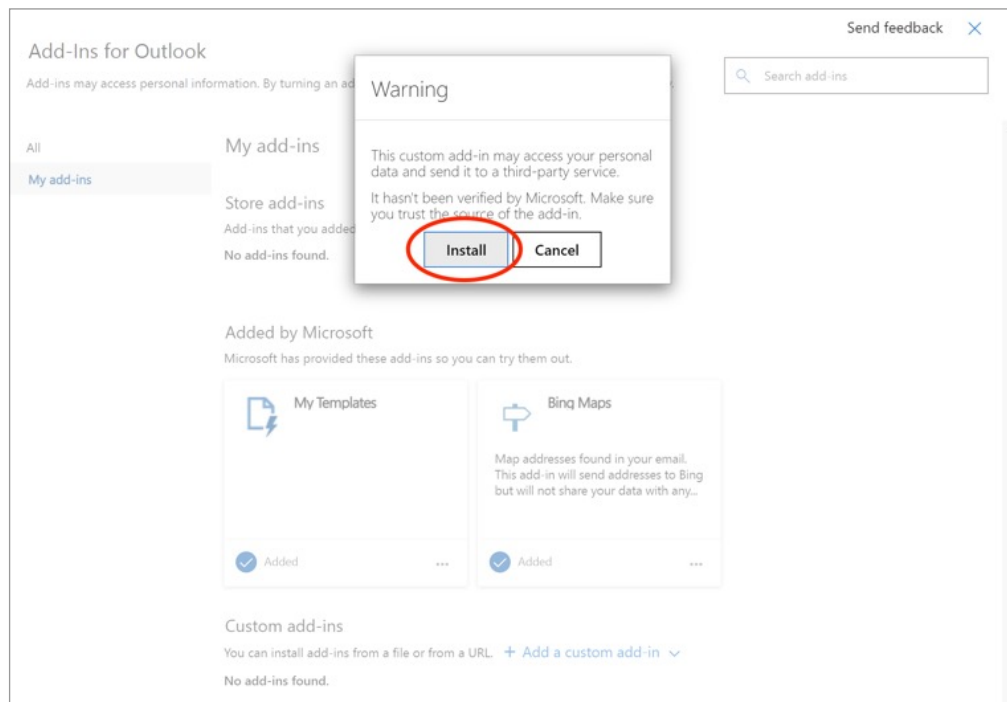 Send feedback
Add-Ins for Outlook
Add-ins may access personal information. By turning an ad
Search add-ins
Warning
This custom add-in may access your personal
data and send it to a third-party service.
It hasn't been verified by Microsoft. Make sure
you trust the source of the add-in.
Install Cancel
All
My add-ins
My add-ins
Store add-ins
Add-ins that you added
No add-ins found.
Added by Microsoft
Microsoft has provided these add-ins so you can try them out.
My Templates
Added
Bing Maps
Map addresses found in your email.
This add-in will send addresses to Bing
but will not share your data with any...
Added
Custom add-ins
You can install add-ins from a file or from a URL. + Add a custom add-in
No add-ins found.